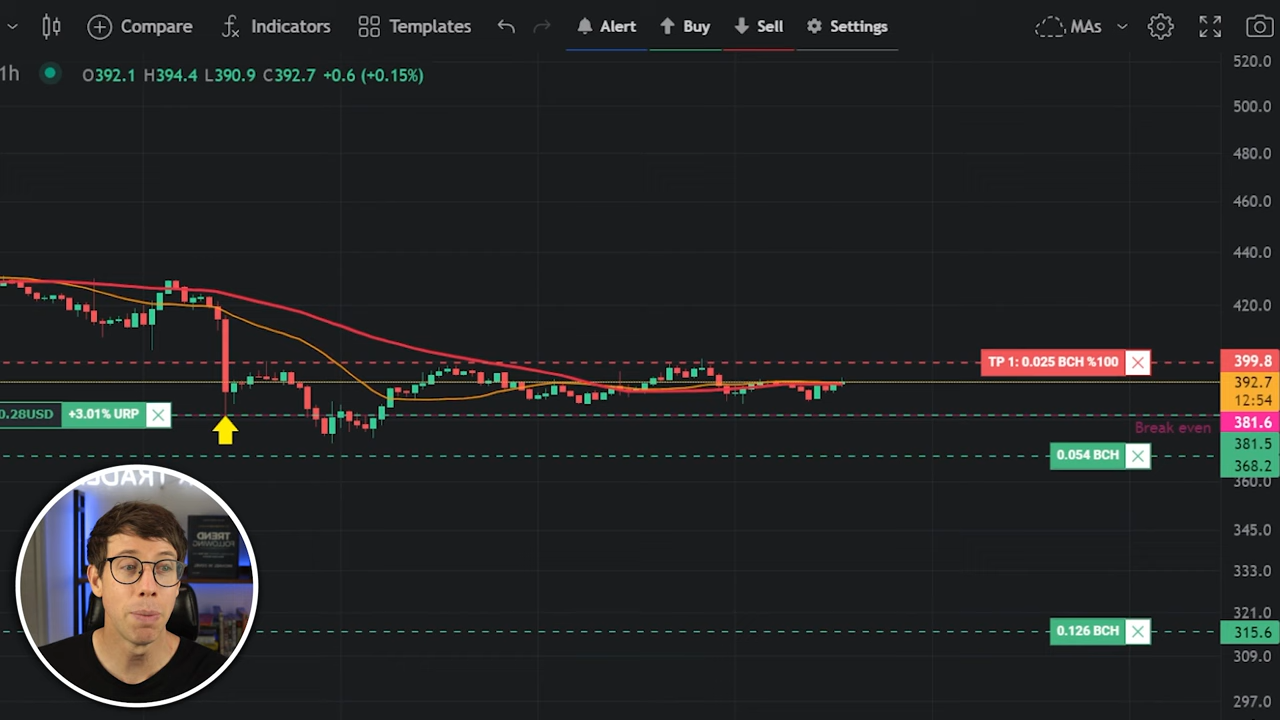 Compare Indicators Templates Alert Buy Sell Settings MAs
1h O392.1 H394.4 L390.9 C392.7 +0.6 (+0.15%)
520.0
500.0
480.0
460.0
440.0
420.0
TP 1: 0.025 BCH %100 399.8
392.7
12:54
0.28USD +3.01% URP 381.6
Break even
381.5
0.054 BCH 368.2
360.0
345.0
333.0
321.0
0.126 BCH 315.6
309.0
297.0
TREND
FOLLOWING